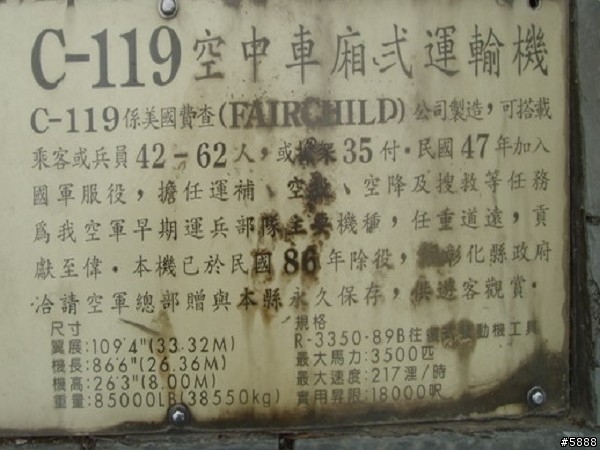 C-119空中車廂式運輸機
C-119係美國費查(FAIRCHILD)公司製造，可搭載
乘客或兵員42-62人，或 架35付．民國47年加入
國軍服役，擔任運補、空 、空降及搜救等任務
為我空軍早期運兵部隊主要機種，任重道遠，貢
獻至偉．本機已於民國86年除役， 彰化縣政府
洽請空軍總部贈與本縣永久保存，供遊客觀賞．
尺寸
翼展:109'4"(33.32M)
機長:86'6"(26.36M)
機高:26'3"(8.00M)
重量:85000LB(38550kg)
規格
R-3350-89B往 動機工具
最大馬力:3500匹
最大速度:217浬/時
實用昇限:18000呎
#5888